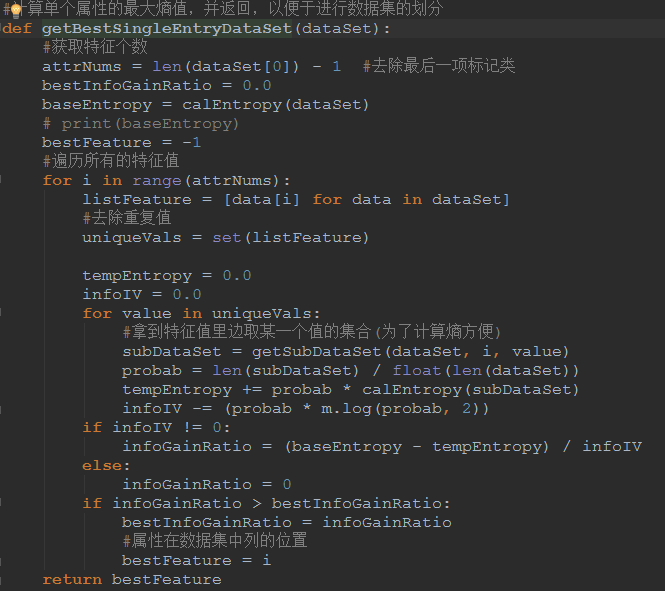 #算单个属性的最大熵值，并返回，以便于进行数据集的划分
def getBestSingleEntryDataSet(dataSet):
    #获取特征个数
    attrNums = len(dataSet[0]) - 1  #去除最后一项标记类
    bestInfoGainRatio = 0.0
    baseEntropy = calEntropy(dataSet)
    # print(baseEntropy)
    bestFeature = -1
    #遍历所有的特征值
    for i in range(attrNums):
        listFeature = [data[i] for data in dataSet]
        #去除重复值
        uniqueVals = set(listFeature)
        tempEntropy = 0.0
        infoIV = 0.0
        for value in uniqueVals:
            #拿到特征值里边取某一个值的集合(为了计算熵方便)
            subDataSet = getSubDataSet(dataSet, i, value)
            probab = len(subDataSet) / float(len(dataSet))
            tempEntropy += probab * calEntropy(subDataSet)
            infoIV -= (probab * m.log(probab, 2))
        if infoIV != 0:
            infoGainRatio = (baseEntropy - tempEntropy) / infoIV
        else:
            infoGainRatio = 0
        if infoGainRatio > bestInfoGainRatio:
            bestInfoGainRatio = infoGainRatio
            #属性在数据集中列的位置
            bestFeature = i
    return bestFeature